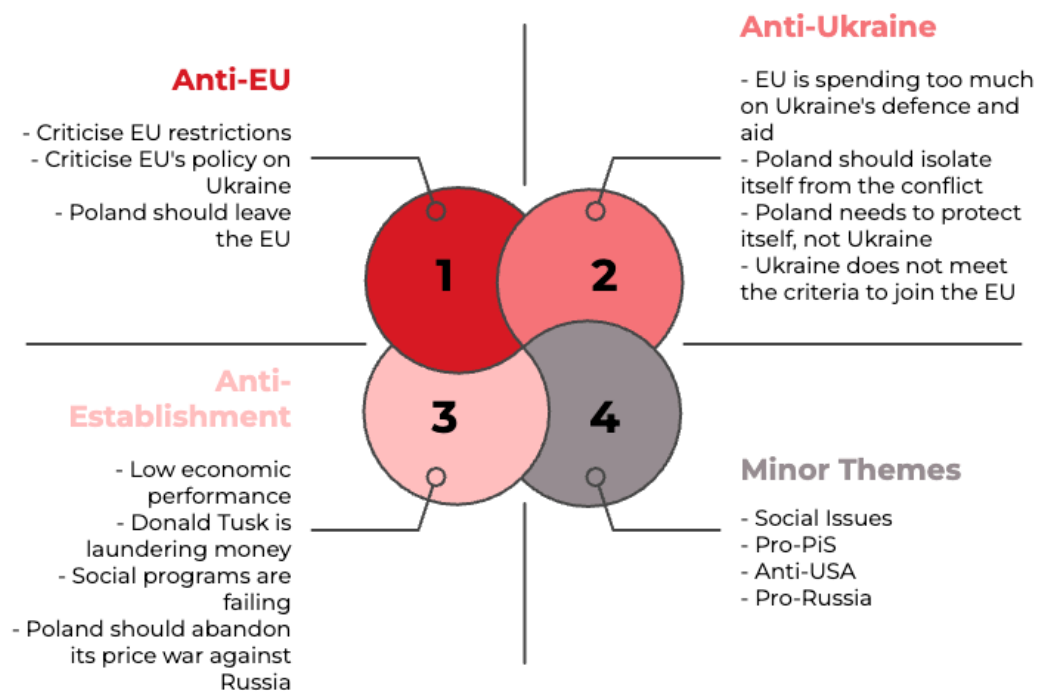 Anti-EU
- Criticise EU restrictions
- Criticise EU's policy on
Ukraine
- Poland should leave
the EU
1
Anti-Ukraine
- EU is spending too much
on Ukraine's defence and
aid
- Poland should isolate
itself from the conflict
- Poland needs to protect
itself, not Ukraine
- Ukraine does not meet
the criteria to join the EU
2
Anti-
Establishment
- Low economic
performance
- Donald Tusk is
laundering money
- Social programs are
failing
- Poland should abandon
its price war against
Russia
3
4
Minor Themes
- Social Issues
- Pro-PiS
- Anti-USA
- Pro-Russia